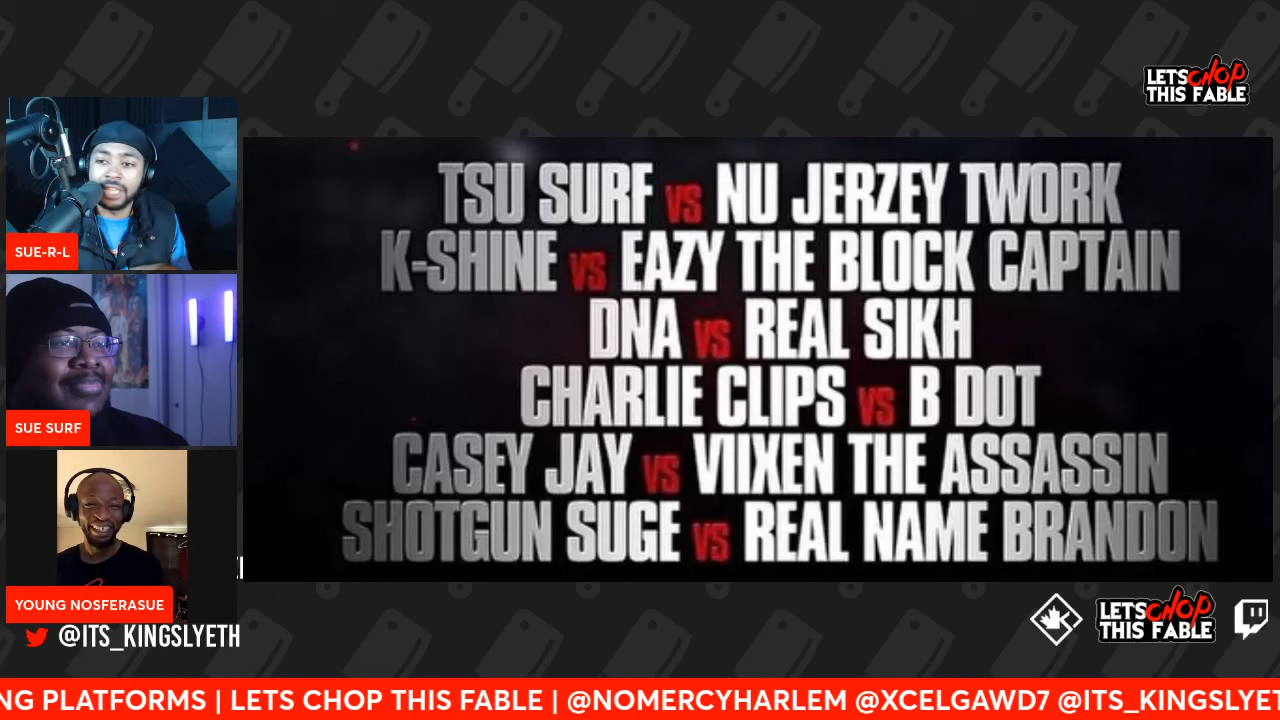 LETS CHOP
THIS FABLE
SUE-R-L
SUE SURF
YOUNG NOSFERASUE
TSU SURF VS NU JERZEY TWORK
K-SHINE VS EAZY THE BLOCK CAPTAIN
DNA VS REAL SIKH
CHARLIE CLIPS VS B DOT
CASEY JAY VS VIIXEN THE ASSASSIN
SHOTGUN SUGE VS REAL NAME BRANDON
@ITS_KINGSLYETH
LETS CHOP
THIS FABLE
NG PLATFORMS | LETS CHOP THIS FABLE | @NOMERCYHARLEM @XCELGAWD7 @ITS_KINGSLYET